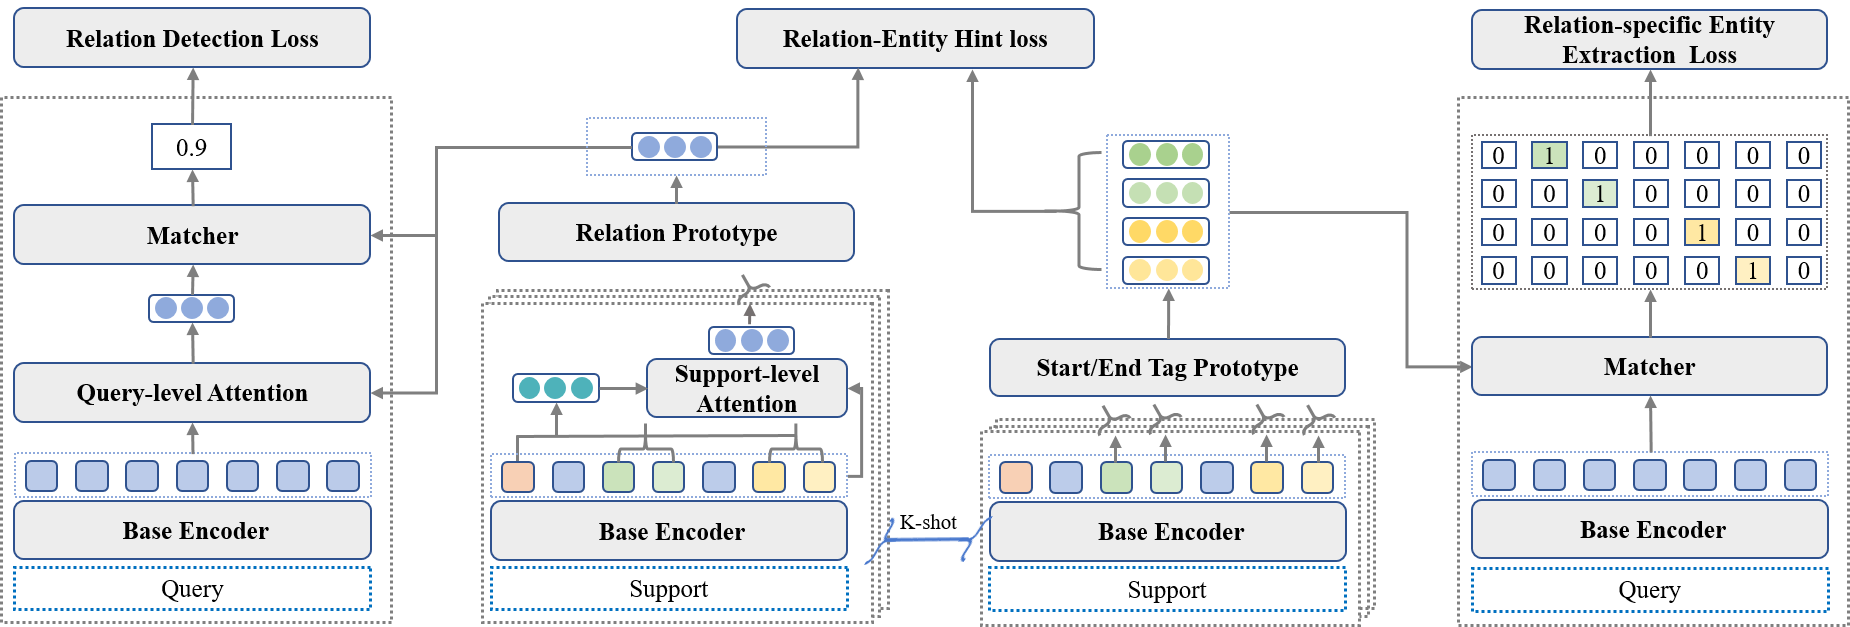 Relation Detection Loss
0.9
Matcher
Query-level Attention
Base Encoder
Query
Relation-Entity Hint loss
Relation Prototype
Support-level
Attention
Base Encoder
Support
K-shot
Start/End Tag Prototype
Base Encoder
Support
Relation-specific Entity
Extraction Loss
0 1 0 0 0 0 0
0 0 1 0 0 0 0
0 0 0 0 1 0 0
0 0 0 0 0 1 0
Matcher
Base Encoder
Query